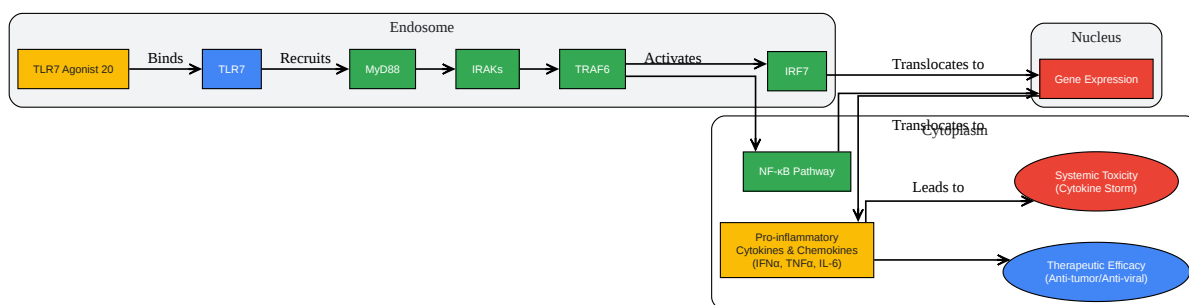 Endosome
Nucleus
TLR7 Agonist 20
Binds
TLR7
Recruits
MyD88
IRAKs
TRAF6
Activates
IRF7
Translocates to
Gene Expression
Translocates to
Cytoplasm
NF-κB Pathway
Leads to
Systemic Toxicity
(Cytokine Storm)
Pro-inflammatory
Cytokines & Chemokines
(IFNα, TNFα, IL-6)
Therapeutic Efficacy
(Anti-tumor/Anti-viral)